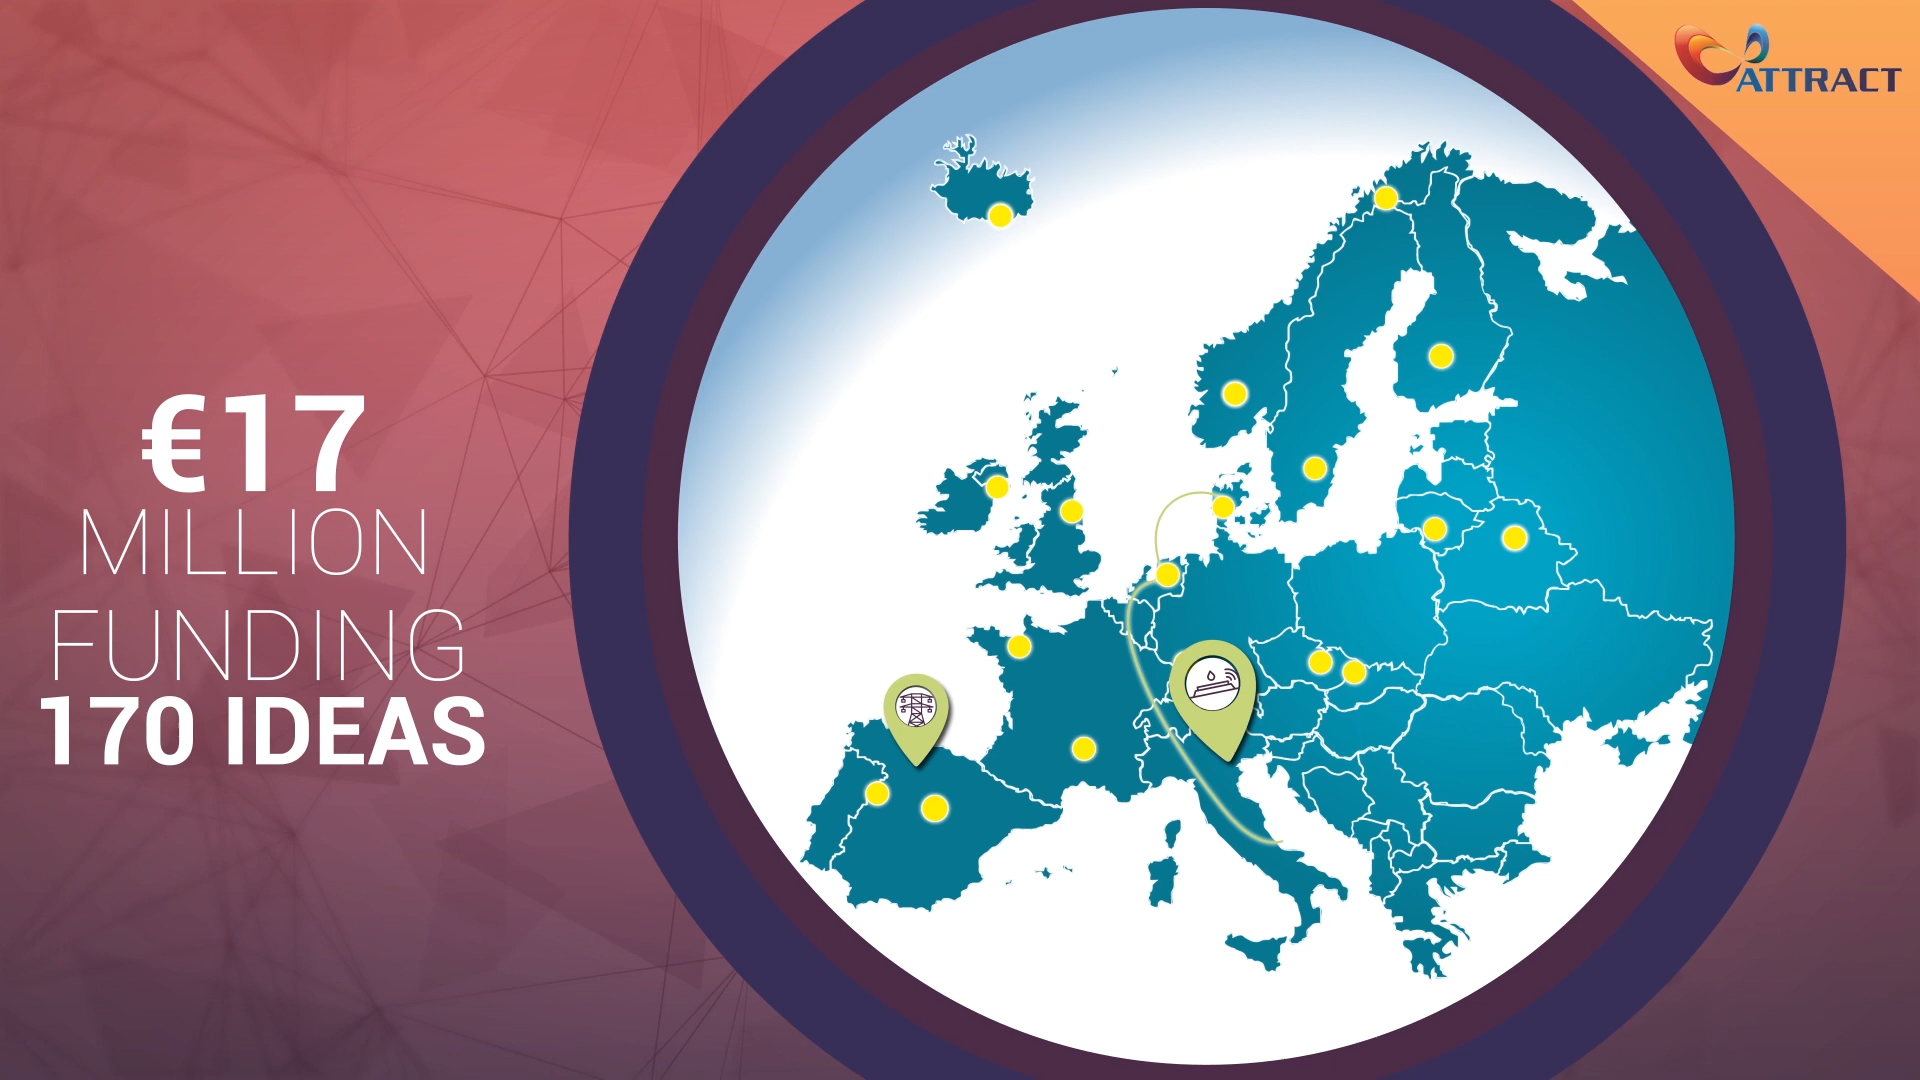 €17
MILLION
FUNDING
170 IDEAS
ATTRACT